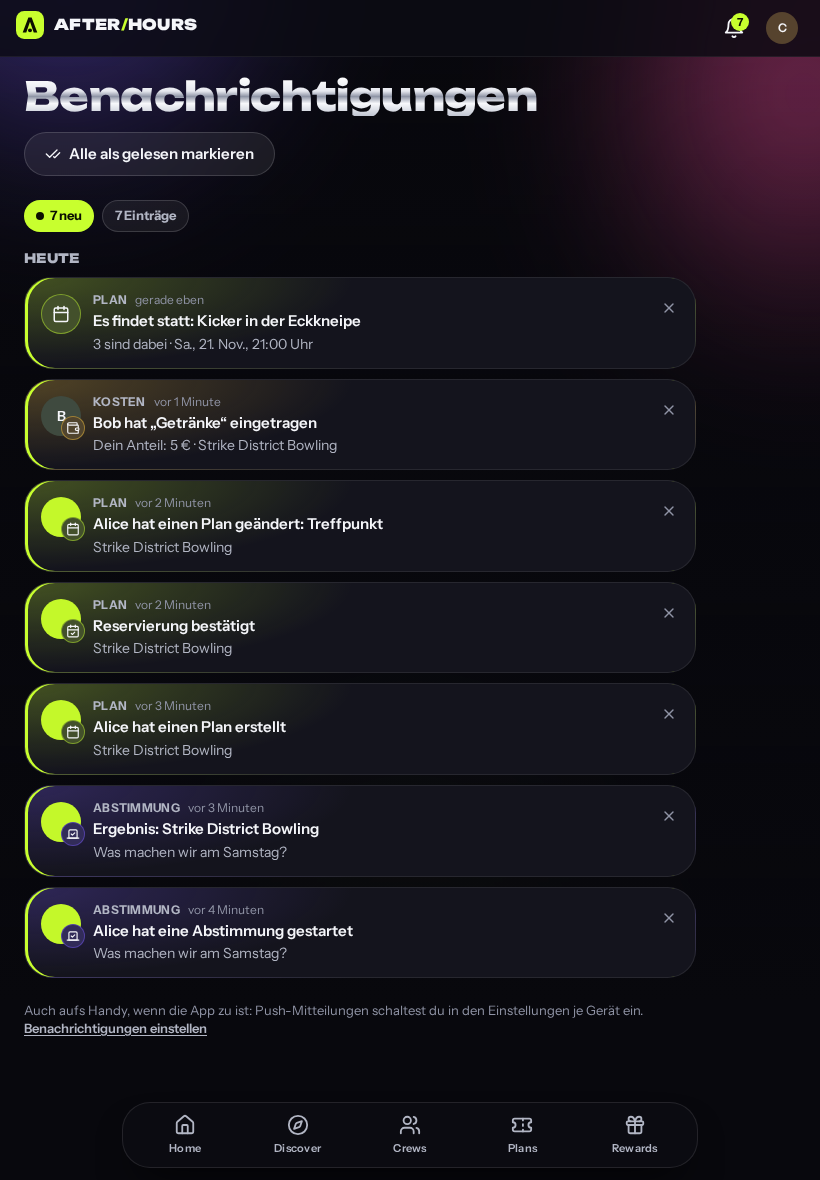 AFTER/HOURS
7
C
Benachrichtigungen
Alle als gelesen markieren
7 neu
7 Einträge
HEUTE
PLAN gerade eben
Es findet statt: Kicker in der Eckkneipe
3 sind dabei · Sa., 21. Nov., 21:00 Uhr
B
KOSTEN vor 1 Minute
Bob hat „Getränke“ eingetragen
Dein Anteil: 5 € · Strike District Bowling
PLAN vor 2 Minuten
Alice hat einen Plan geändert: Treffpunkt
Strike District Bowling
PLAN vor 2 Minuten
Reservierung bestätigt
Strike District Bowling
PLAN vor 3 Minuten
Alice hat einen Plan erstellt
Strike District Bowling
ABSTIMMUNG vor 3 Minuten
Ergebnis: Strike District Bowling
Was machen wir am Samstag?
ABSTIMMUNG vor 4 Minuten
Alice hat eine Abstimmung gestartet
Was machen wir am Samstag?
Auch aufs Handy, wenn die App zu ist: Push-Mitteilungen schaltest du in den Einstellungen je Gerät ein.
Benachrichtigungen einstellen
Home
Discover
Crews
Plans
Rewards